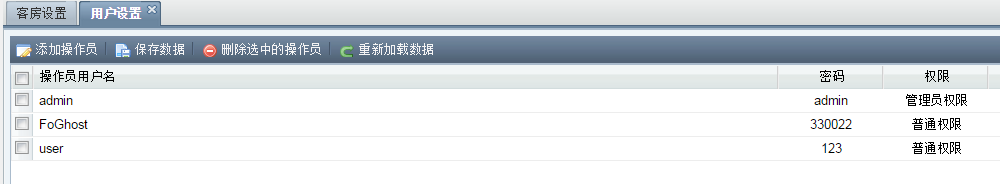 客房设置 用户设置
添加操作员 保存数据 删除选中的操作员 重新加载数据
操作员用户名 密码 权限
admin admin 管理员权限
FoGhost 330022 普通权限
user 123 普通权限